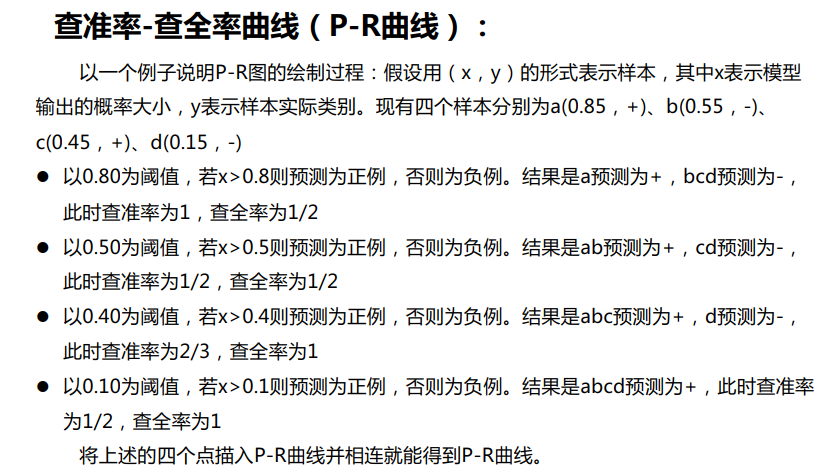 查准率-查全率曲线（P-R曲线）：
以一个例子说明P-R图的绘制过程：假设用（x，y）的形式表示样本，其中x表示模型
输出的概率大小，y表示样本实际类别。现有四个样本分别为a(0.85，+)、b(0.55，-)、
c(0.45，+)、d(0.15，-)
● 以0.80为阈值，若x>0.8则预测为正例，否则为负例。结果是a预测为+，bcd预测为-，
此时查准率为1，查全率为1/2
● 以0.50为阈值，若x>0.5则预测为正例，否则为负例。结果是ab预测为+，cd预测为-，
此时查准率为1/2，查全率为1/2
● 以0.40为阈值，若x>0.4则预测为正例，否则为负例。结果是abc预测为+，d预测为-，
此时查准率为2/3，查全率为1
● 以0.10为阈值，若x>0.1则预测为正例，否则为负例。结果是abcd预测为+，此时查准率
为1/2，查全率为1
将上述的四个点描入P-R曲线并相连就能得到P-R曲线。